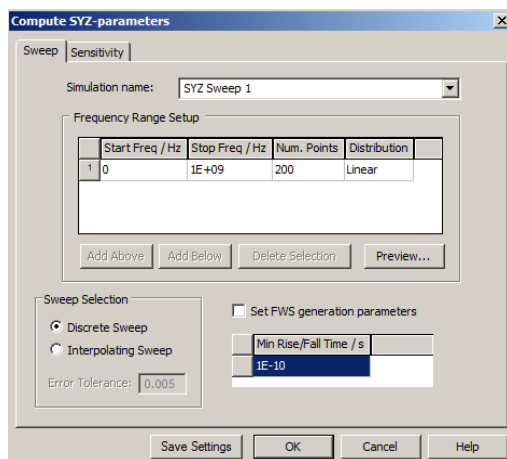 Compute SYZ-parameters
Sweep Sensitivity
Simulation name: SYZ Sweep 1
Frequency Range Setup
Start Freq / Hz Stop Freq / Hz Num. Points Distribution
1 0 1E+09 200 Linear
Add Above Add Below Delete Selection Preview...
Sweep Selection
Discrete Sweep
Interpolating Sweep
Error Tolerance: 0.005
Set FWS generation parameters
Min Rise/Fall Time / s
1E-10
Save Settings OK Cancel Help